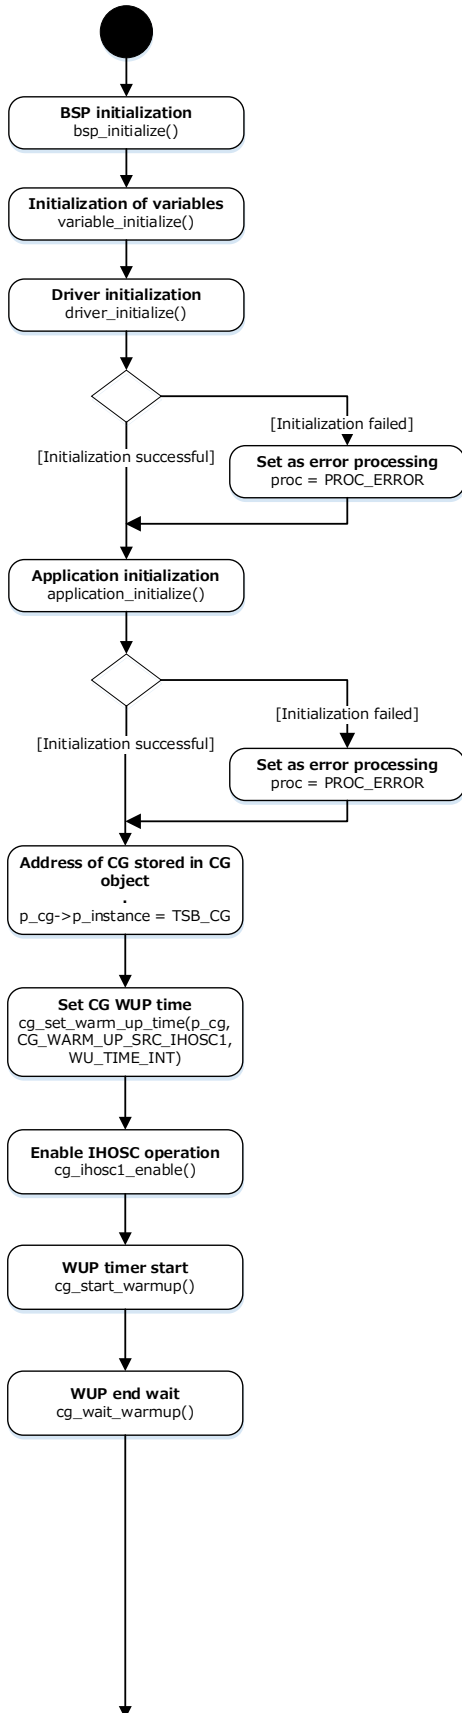 BSP initialization
bsp_initialize()
Initialization of variables
variable_initialize()
Driver initialization
driver_initialize()
[Initialization failed]
[Initialization successful]
Set as error processing
proc = PROC_ERROR
Application initialization
application_initialize()
[Initialization failed]
[Initialization successful]
Set as error processing
proc = PROC_ERROR
Address of CG stored in CG
object
.
p_cg->p_instance = TSB_CG
Set CG WUP time
cg_set_warm_up_time(p_cg,
CG_WARM_UP_SRC_IHOSC1,
WU_TIME_INT)
Enable IHOSC operation
cg_ihosc1_enable()
WUP timer start
cg_start_warmup()
WUP end wait
cg_wait_warmup()